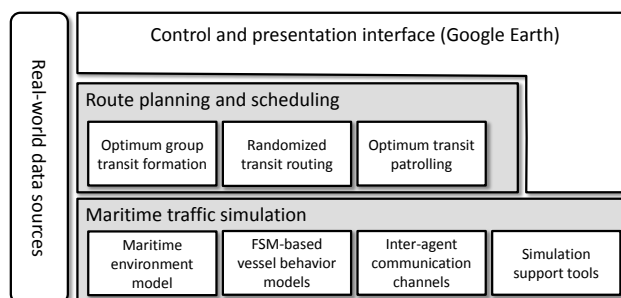 Real-world data sources
Control and presentation interface (Google Earth)
Route planning and scheduling
Optimum group
transit formation
Randomized
transit routing
Optimum transit
patrolling
Maritime traffic simulation
Maritime
environment
model
FSM-based
vessel behavior
models
Inter-agent
communication
channels
Simulation
support tools